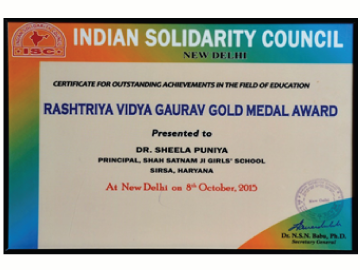 INDIAN SOLIDARITY COUNCIL
ISC
NEW DELHI
CERTIFICATE FOR OUTSTANDING ACHIEVEMENTS IN THE FIELD OF EDUCATION
RASHTRIYA VIDYA GAURAV GOLD MEDAL AWARD
Presented to
DR. SHEELA PUNIYA
PRINCIPAL, SHAH SATNAM JI GIRLS' SCHOOL
SIRSA, HARYANA
At New Delhi on 8th October, 2015
Dr. N.S.N. Babu, Ph.D.
Secretary General